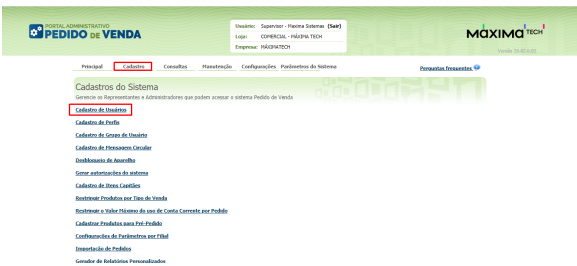 PORTAL ADMINISTRATIVO
PEDIDO DE VENDA
Usuário: Supervisor - Maxima Sistemas (Sair)
Loja: COMERCIAL - MÁXIMA TECH
Empresa: MÁXIMATECH
MÁXIMA TECH
Principal Cadastro Consultas Manutenção Configurações Parâmetros do Sistema
Perguntas frequentes
Cadastros do Sistema
Gerencie os Representantes e Administradores que podem acessar o sistema Pedido de Venda
Cadastro de Usuários
Cadastro de Perfis
Cadastro de Grupo de Usuário
Cadastro de Mensagem Circular
Desbloqueio de Aparelho
Gerar autorizações do sistema
Cadastro de Itens Capitães
Restringir Produtos por Tipo de Venda
Restringir o Valor Máximo do uso de Conta Corrente por Pedido
Cadastrar Produtos para Pré-Pedido
Configurações de Parâmetros por Filial
Importação de Pedidos
Gerador de Relatórios Personalizados